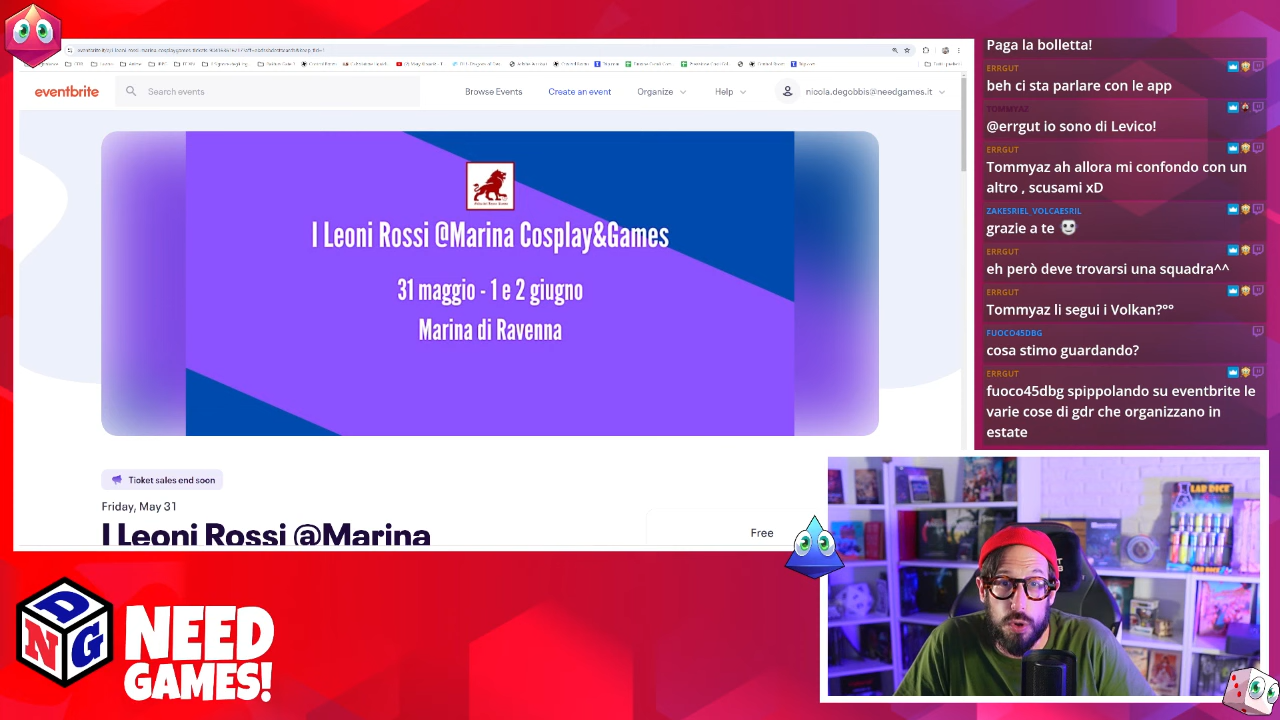 eventbrite
Search events
Browse Events
Create an event
Organize
Help
nicola.degobbis@needgames.it
I Leoni Rossi @Marina Cosplay&Games
31 maggio - 1 e 2 giugno
Marina di Ravenna
Ticket sales end soon
Friday, May 31
I Leoni Rossi @Marina
Free
Paga la bolletta!
ERRGUT
beh ci sta parlare con le app
TOMMYAZ
@errgut io sono di Levico!
ERRGUT
Tommyaz ah allora mi confondo con un
altro , scusami xD
ZAKESRIEL_VOLCAESRIL
grazie a te
ERRGUT
eh però deve trovarsi una squadra^^
ERRGUT
Tommyaz li segui i Volkan?°°
FUOCO45DBG
cosa stimo guardando?
ERRGUT
fuoco45dbg spippolando su eventbrite le
varie cose di gdr che organizzano in
estate
LAB DICE
D
N G
NEED
GAMES!